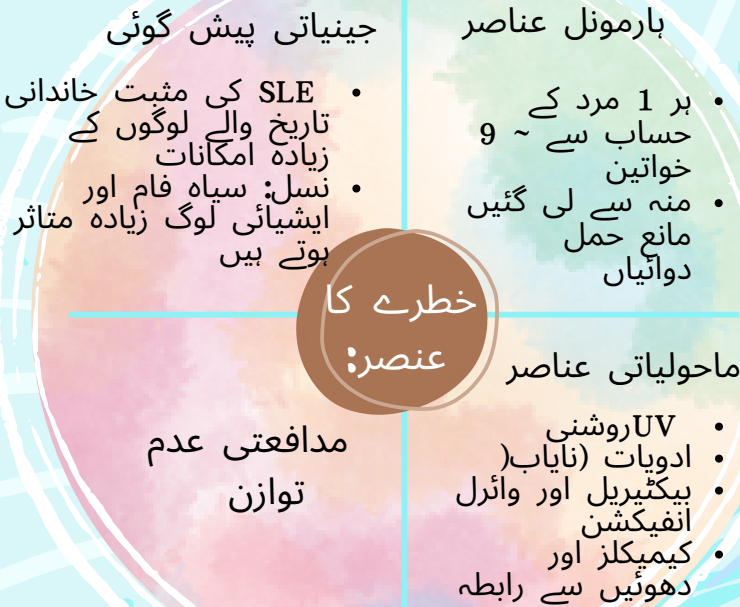 ہارمونل عناصر
• ہر 1 مرد کے
حساب سے ~ 9
خواتین
• منہ سے لی گئیں
مانع حمل
دوائیاں
جینیاتی پیش گوئی
• SLE کی مثبت خاندانی
تاریخ والے لوگوں کے
زیادہ امکانات
• نسل: سیاہ فام اور
ایشیائی لوگ زیادہ متاثر
ہوتے ہیں
خطرے کا
عنصر:
ماحولیاتی عناصر
• UVروشنی
• ادویات (نایاب(
• بیکٹیریل اور وائرل
انفیکشن
• کیمیکلز اور
دھوئیں سے رابطہ
مدافعتی عدم
توازن